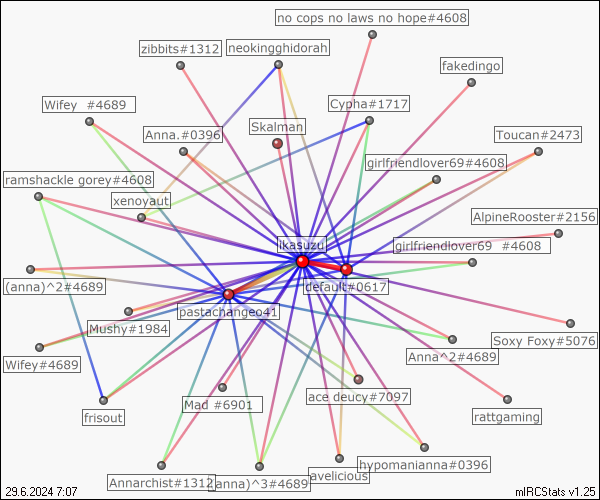 no cops no laws no hope#4608
zibbits#1312
neokingghidorah
fakedingo
Wifey  #4689
Cypha#1717
Anna.#0396
Skalman
Toucan#2473
girlfriendlover69#4608
ramshackle gorey#4608
xenoyaut
AlpineRooster#2156
ikasuzu
girlfriendlover69  #4608
(anna)^2#4689
default#0617
pastachangeo41
Mushy#1984
Soxy Foxy#5076
Anna^2#4689
Wifey#4689
ace deucy#7097
Mad #6901
frisout
rattgaming
hypomanianna#0396
avelicious
Annarchist#1312
(anna)^3#4689
29.6.2024 7:07
mIRCStats v1.25